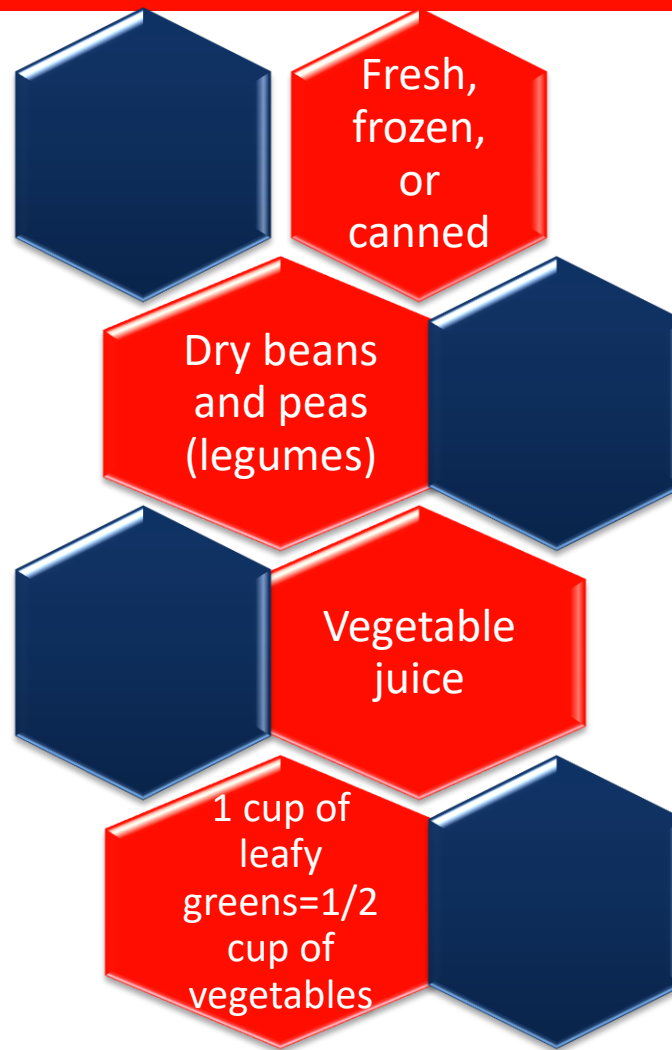 Fresh,
frozen,
or
canned
Dry beans
and peas
(legumes)
Vegetable
juice
1 cup of
leafy
greens=1/2
cup of
vegetables